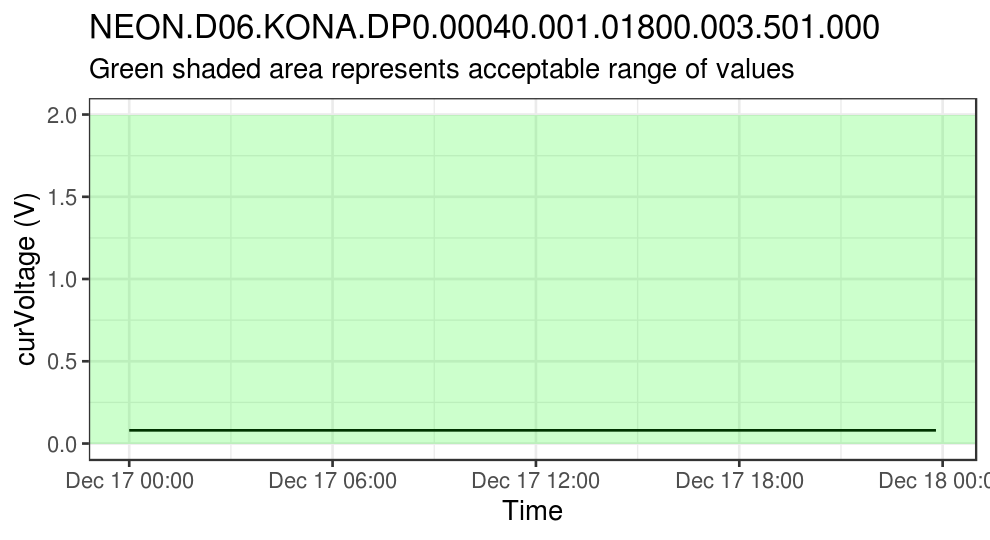 NEON.D06.KONA.DP0.00040.001.01800.003.501.000
Green shaded area represents acceptable range of values
curVoltage (V)
2.0
1.5
1.0
0.5
0.0
Dec 17 00:00 Dec 17 06:00 Dec 17 12:00 Dec 17 18:00 Dec 18 00:0
Time